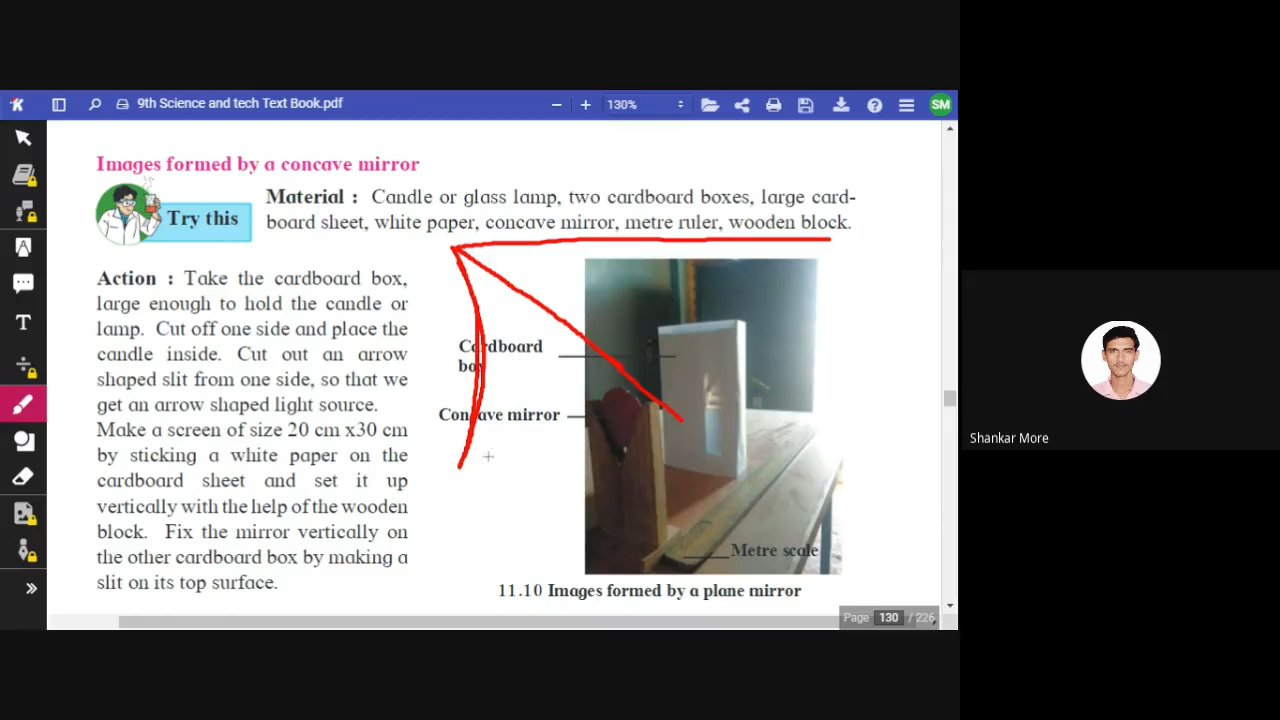 9th Science and tech Text Book.pdf
130%
SM
Images formed by a concave mirror
Try this
Material : Candle or glass lamp, two cardboard boxes, large card-
board sheet, white paper, concave mirror, metre ruler, wooden block.
Action : Take the cardboard box,
large enough to hold the candle or
lamp. Cut off one side and place the
candle inside. Cut out an arrow
shaped slit from one side, so that we
get an arrow shaped light source.
Make a screen of size 20 cm x30 cm
by sticking a white paper on the
cardboard sheet and set it up
vertically with the help of the wooden
block. Fix the mirror vertically on
the other cardboard box by making a
slit on its top surface.
Cardboard
box
Concave mirror
Metre scale
11.10 Images formed by a plane mirror
Page 130 / 226
Shankar More